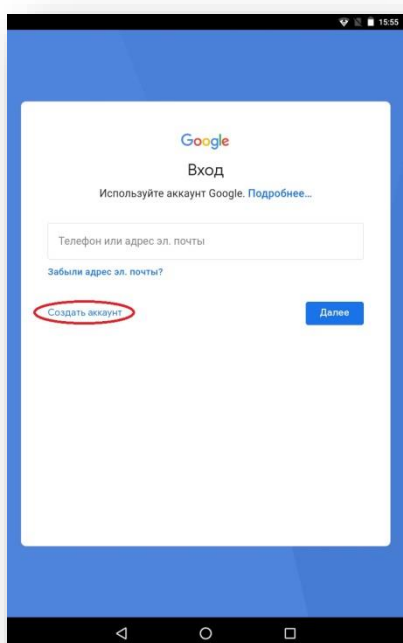 15:55
Google
Вход
Используйте аккаунт Google. Подробнее...
Телефон или адрес эл. почты
Забыли адрес эл. почты?
Создать аккаунт
Далее